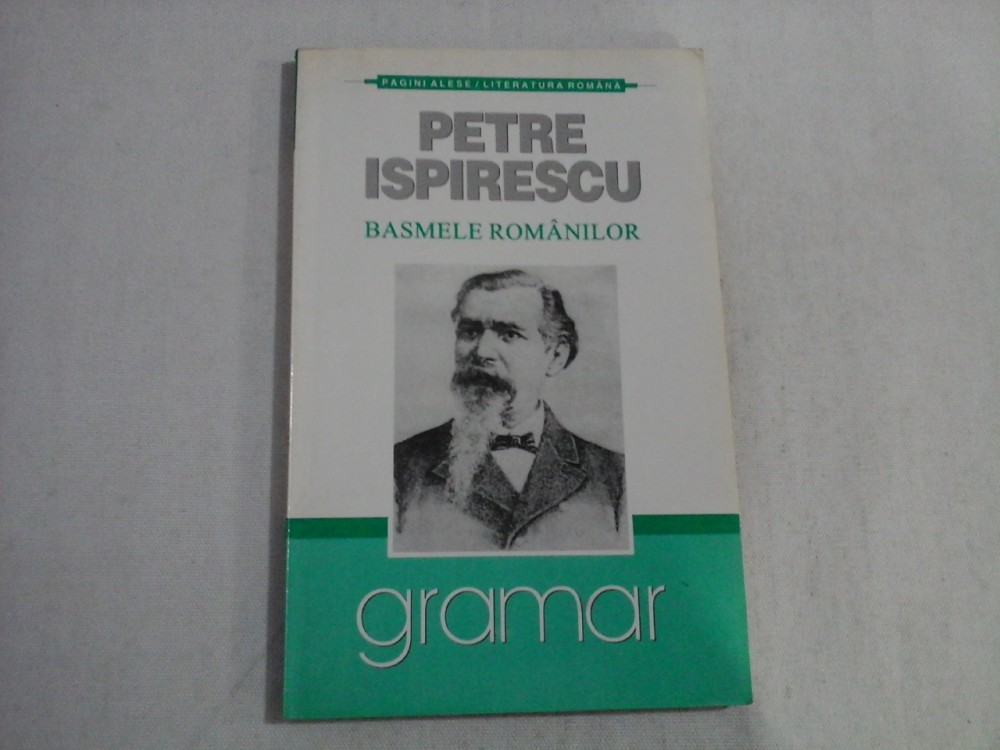 PAGINI ALESE / LITERATURA ROMÂNĂ
PETRE
ISPIRESCU
BASMELE ROMÂNILOR
gramar